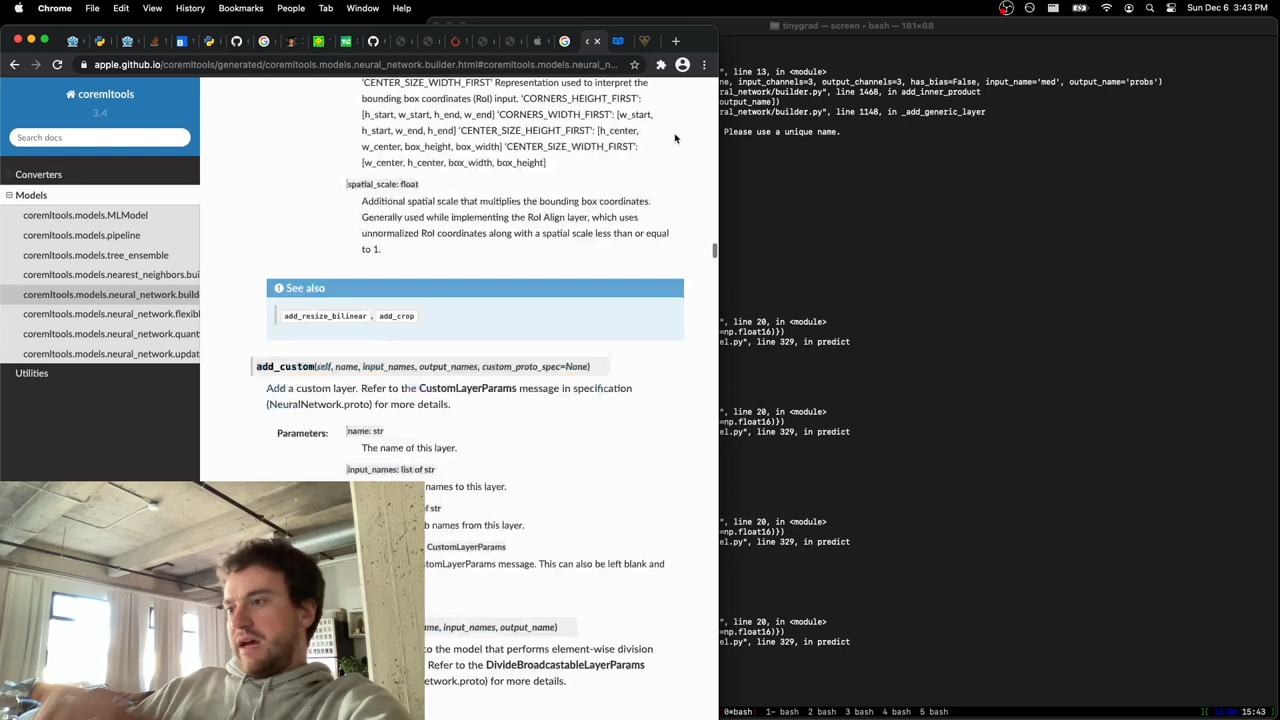 Chrome File Edit View History Bookmarks People Tab Window Help
Sun Dec 6 3:43 PM
tinygrad — screen • bash — 181×68
apple.github.io/coremltools/generated/coremltools.models.neural_network.builder.html#coremltools.models.neural_n...
coremltools
3.4
Search docs
Converters
Models
coremltools.models.MLModel
coremltools.models.pipeline
coremltools.models.tree_ensemble
coremltools.models.nearest_neighbors.bui
coremltools.models.neural_network.builde
coremltools.models.neural_network.flexibl
coremltools.models.neural_network.quant
coremltools.models.neural_network.updat
Utilities
'CENTER_SIZE_WIDTH_FIRST' Representation used to interpret the
bounding box coordinates (RoI) input. 'CORNERS_HEIGHT_FIRST':
[h_start, w_start, h_end, w_end] 'CORNERS_WIDTH_FIRST': [w_start,
h_start, w_end, h_end] 'CENTER_SIZE_HEIGHT_FIRST': [h_center,
w_center, box_height, box_width] 'CENTER_SIZE_WIDTH_FIRST':
[w_center, h_center, box_width, box_height]
spatial_scale: float
Additional spatial scale that multiplies the bounding box coordinates.
Generally used while implementing the RoI Align layer, which uses
unnormalized RoI coordinates along with a spatial scale less than or equal
to 1.
See also
add_resize_bilinear, add_crop
add_custom(self, name, input_names, output_names, custom_proto_spec=None)
Add a custom layer. Refer to the CustomLayerParams message in specification
(NeuralNetwork.proto) for more details.
Parameters:
name: str
The name of this layer.
input_names: list of str
names to this layer.
of str
names from this layer.
CustomLayerParams
CustomLayerParams message. This can also be left blank and
name, input_names, output_name)
to the model that performs element-wise division
Refer to the DivideBroadcastableLayerParams
network.proto) for more details.
", line 13, in <module>
ne, input_channels=3, output_channels=3, has_bias=False, input_name='med', output_name='probs')
ral_network/builder.py", line 1468, in add_inner_product
output_name])
ral_network/builder.py", line 1148, in _add_generic_layer
Please use a unique name.
", line 20, in <module>
=np.float16)})
el.py", line 329, in predict
", line 20, in <module>
=np.float16)})
el.py", line 329, in predict
", line 20, in <module>
=np.float16)})
el.py", line 329, in predict
", line 20, in <module>
=np.float16)})
el.py", line 329, in predict
0*bash 1- bash 2 bash 3 bash 4 bash 5 bash
][ 12/06 15:43